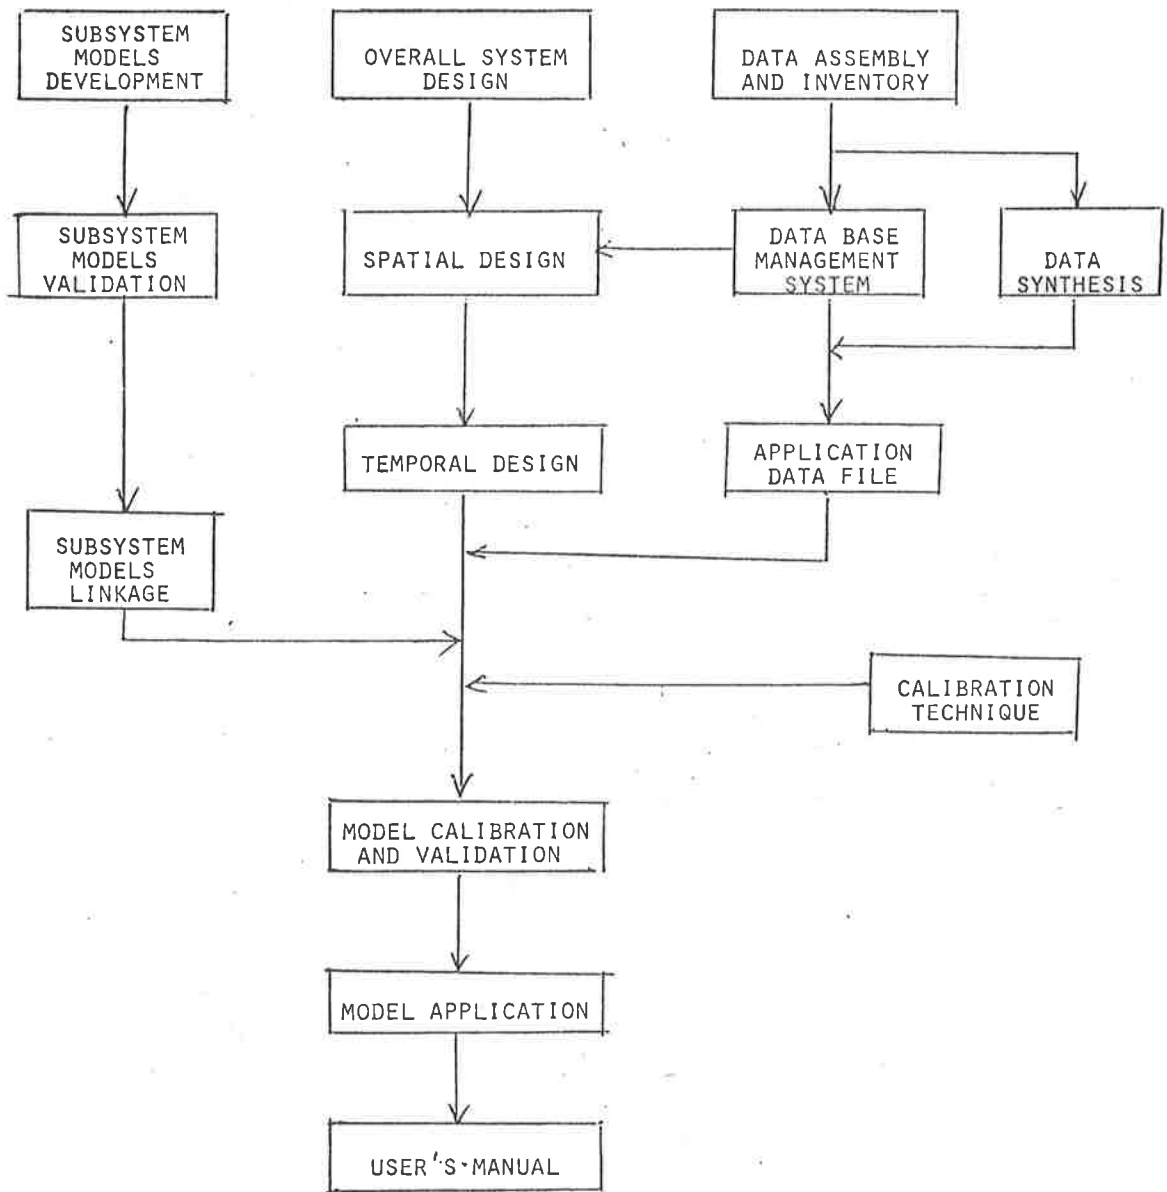 SUBSYSTEM
MODELS
DEVELOPMENT
OVERALL SYSTEM
DESIGN
DATA ASSEMBLY
AND INVENTORY
SUBSYSTEM
MODELS
VALIDATION
SPATIAL DESIGN
DATA BASE
MANAGEMENT
SYSTEM
DATA
SYNTHESIS
TEMPORAL DESIGN
APPLICATION
DATA FILE
SUBSYSTEM
MODELS
LINKAGE
CALIBRATION
TECHNIQUE
MODEL CALIBRATION
AND VALIDATION
MODEL APPLICATION
USER'S MANUAL